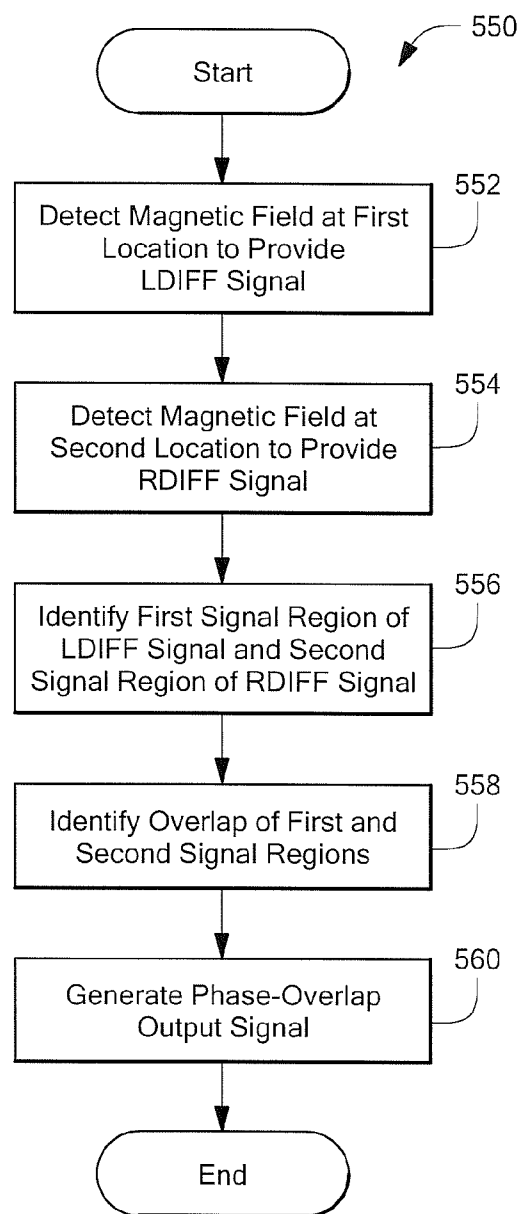 550
Start
552
Detect Magnetic Field at First
Location to Provide
LDIFF Signal
554
Detect Magnetic Field at
Second Location to Provide
RDIFF Signal
556
Identify First Signal Region of
LDIFF Signal and Second
Signal Region of RDIFF Signal
558
Identify Overlap of First and
Second Signal Regions
560
Generate Phase-Overlap
Output Signal
End